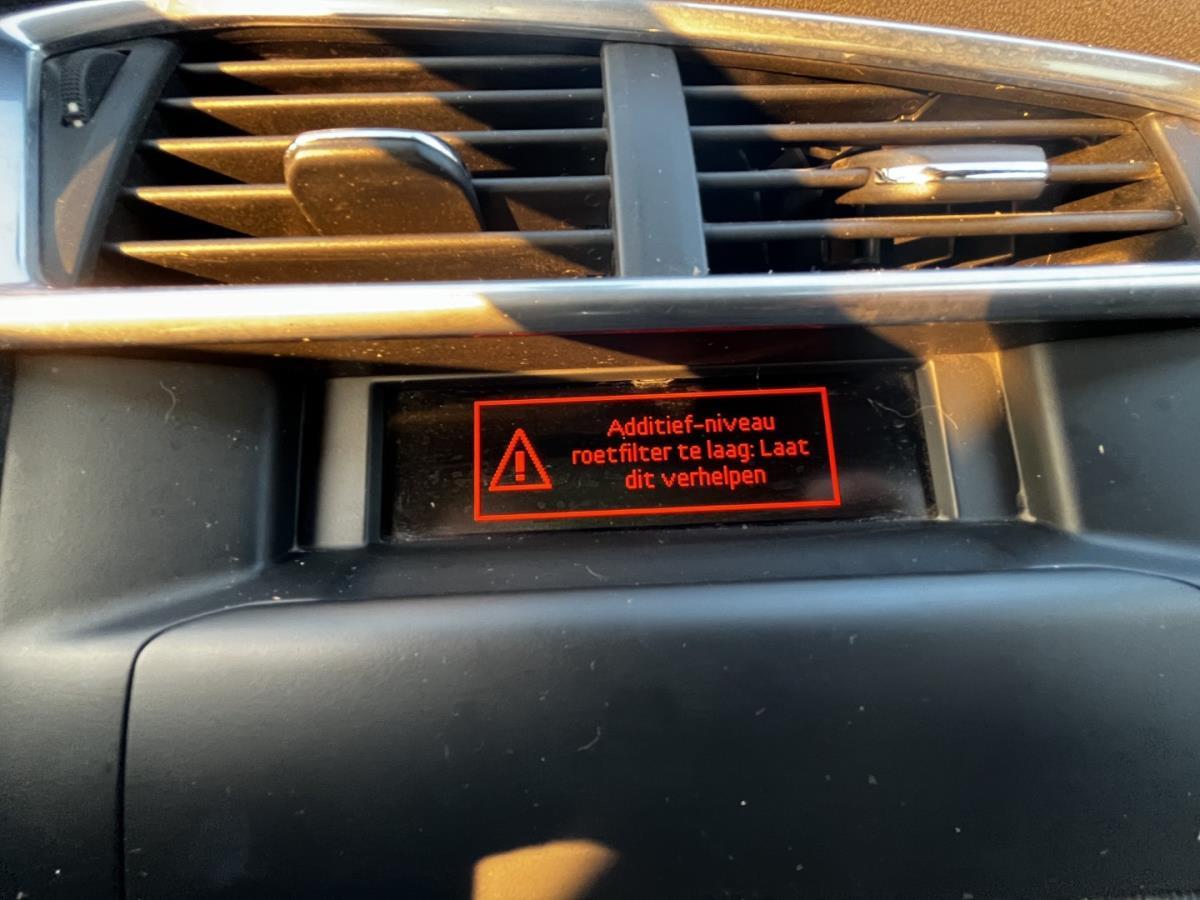 Additief-niveau
roetfilter te laag: Laat
dit verhelpen